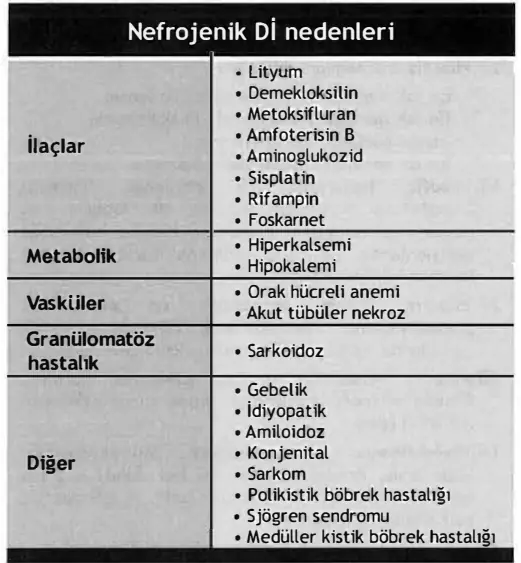 Nefrojenik Dİ nedenleri
İlaçlar
• Lityum
• Demekloksilin
• Metoksifluran
• Amfoterisin B
• Aminoglukozid
• Sisplatin
• Rifampin
• Foskarnet
Metabolik
• Hiperkalsemi
• Hipokalemi
Vasküler
• Orak hücreli anemi
• Akut tübüler nekroz
Granülomatöz
hastalık
• Sarkoidoz
Diğer
• Gebelik
• İdiyopatik
• Amiloidoz
• Konjenital
• Sarkom
• Polikistik böbrek hastalığı
• Sjögren sendromu
• Medüller kistik böbrek hastalığı